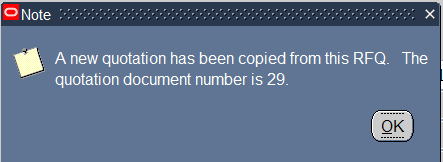 Note
A new quotation has been copied from this RFQ. The
quotation document number is 29.
OK